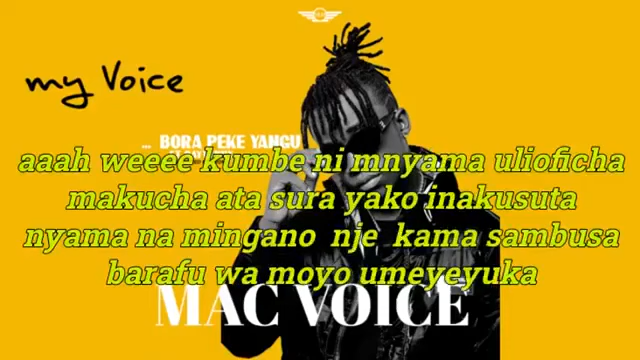 my Voice
... BORA PEKE YANGU
aaah weeee kumbe ni mnyama ulioficha
makucha ata sura yako inakusuta
nyama na mingano nje kama sambusa
barafu wa moyo umeyeyuka
MAC VOICE